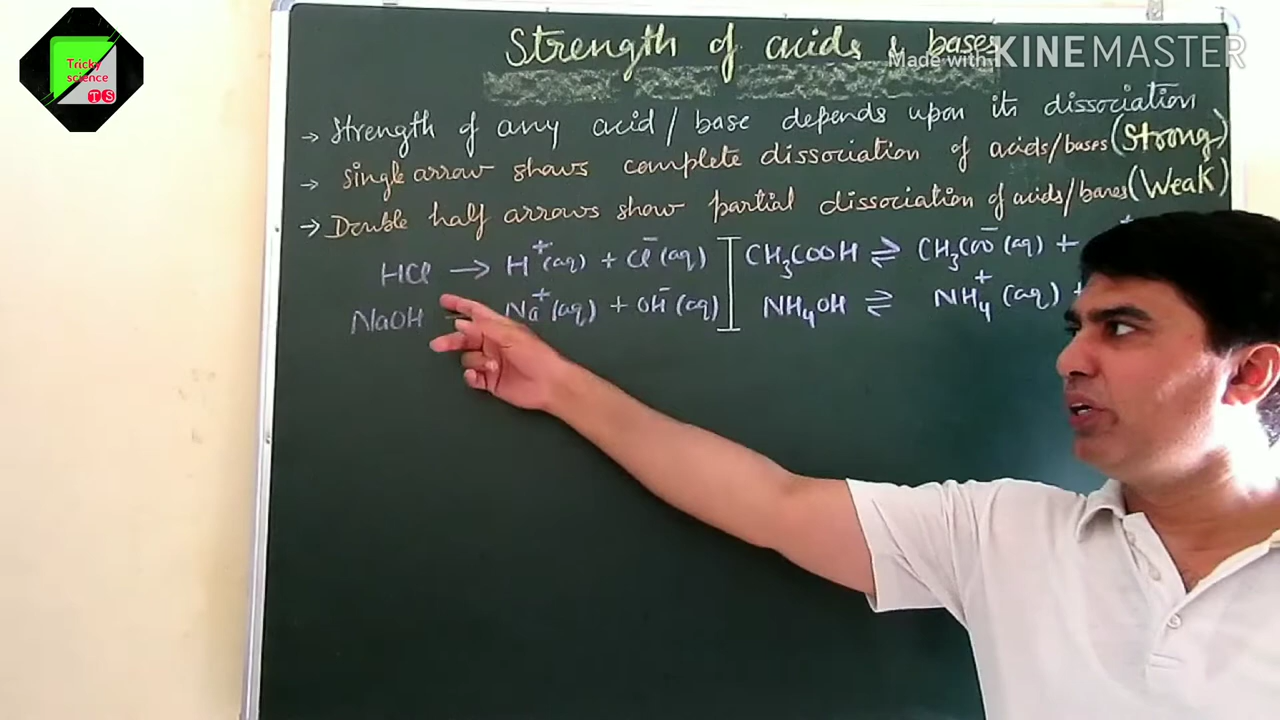 Tricky
science
TS
Strength of acids & bases
Made with KINEMASTER
→ Strength of any acid / base depends upon its dissociation
→ Single arrow shows complete dissociation of acids/bases (Strong)
→ Double half arrows show partial dissociation of acids/bases (Weak)
HCl → H⁺(aq) + Cl⁻(aq)
CH₃COOH ⇌ CH₃COO⁻(aq) +
NaOH Na⁺(aq) + OH⁻(aq)
NH₄OH ⇌ NH₄⁺(aq) +